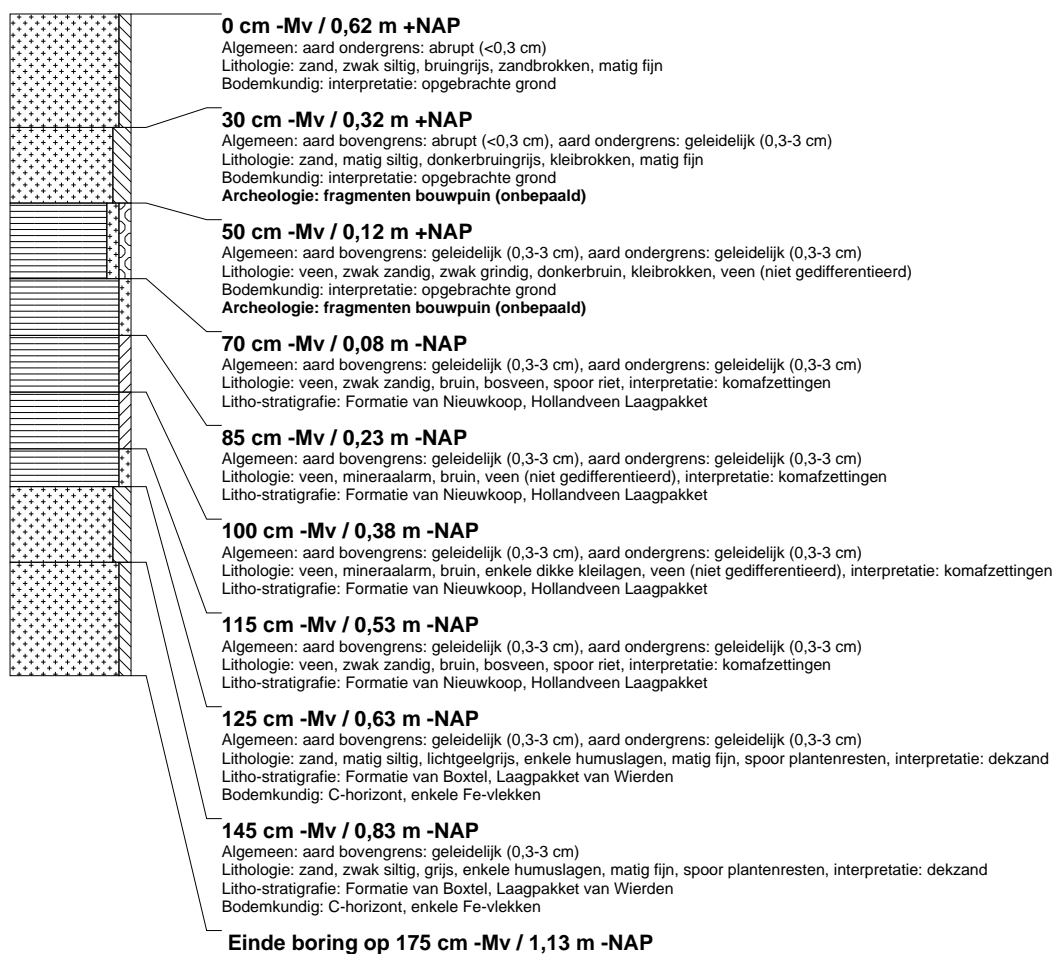 0 cm -Mv / 0,62 m +NAP
Algemeen: aard ondergrens: abrupt (<0,3 cm)
Lithologie: zand, zwak siltig, bruingrijs, zandbrokken, matig fijn
Bodemkundig: interpretatie: opgebrachte grond
30 cm -Mv / 0,32 m +NAP
Algemeen: aard bovengrens: abrupt (<0,3 cm), aard ondergrens: geleidelijk (0,3-3 cm)
Lithologie: zand, matig siltig, donkerbruingrijs, kleibrokken, matig fijn
Bodemkundig: interpretatie: opgebrachte grond
Archeologie: fragmenten bouwpuin (onbepaald)
50 cm -Mv / 0,12 m +NAP
Algemeen: aard bovengrens: geleidelijk (0,3-3 cm), aard ondergrens: geleidelijk (0,3-3 cm)
Lithologie: veen, zwak zandig, zwak grindig, donkerbruin, kleibrokken, veen (niet gedifferentieerd)
Bodemkundig: interpretatie: opgebrachte grond
Archeologie: fragmenten bouwpuin (onbepaald)
70 cm -Mv / 0,08 m -NAP
Algemeen: aard bovengrens: geleidelijk (0,3-3 cm), aard ondergrens: geleidelijk (0,3-3 cm)
Lithologie: veen, zwak zandig, bruin, bosveen, spoor riet, interpretatie: komafzettingen
Litho-stratigrafie: Formatie van Nieuwkoop, Hollandveen Laagpakket
85 cm -Mv / 0,23 m -NAP
Algemeen: aard bovengrens: geleidelijk (0,3-3 cm), aard ondergrens: geleidelijk (0,3-3 cm)
Lithologie: veen, mineraalarm, bruin, veen (niet gedifferentieerd), interpretatie: komafzettingen
Litho-stratigrafie: Formatie van Nieuwkoop, Hollandveen Laagpakket
100 cm -Mv / 0,38 m -NAP
Algemeen: aard bovengrens: geleidelijk (0,3-3 cm), aard ondergrens: geleidelijk (0,3-3 cm)
Lithologie: veen, mineraalarm, bruin, enkele dikke kleilagen, veen (niet gedifferentieerd), interpretatie: komafzettingen
Litho-stratigrafie: Formatie van Nieuwkoop, Hollandveen Laagpakket
115 cm -Mv / 0,53 m -NAP
Algemeen: aard bovengrens: geleidelijk (0,3-3 cm), aard ondergrens: geleidelijk (0,3-3 cm)
Lithologie: veen, zwak zandig, bruin, bosveen, spoor riet, interpretatie: komafzettingen
Litho-stratigrafie: Formatie van Nieuwkoop, Hollandveen Laagpakket
125 cm -Mv / 0,63 m -NAP
Algemeen: aard bovengrens: geleidelijk (0,3-3 cm), aard ondergrens: geleidelijk (0,3-3 cm)
Lithologie: zand, matig siltig, lichtgeelgrijs, enkele humuslagen, matig fijn, spoor plantenresten, interpretatie: dekzand
Litho-stratigrafie: Formatie van Boxtel, Laagpakket van Wierden
Bodemkundig: C-horizont, enkele Fe-vlekken
145 cm -Mv / 0,83 m -NAP
Algemeen: aard bovengrens: geleidelijk (0,3-3 cm)
Lithologie: zand, zwak siltig, grijs, enkele humuslagen, matig fijn, spoor plantenresten, interpretatie: dekzand
Litho-stratigrafie: Formatie van Boxtel, Laagpakket van Wierden
Bodemkundig: C-horizont, enkele Fe-vlekken
Einde boring op 175 cm -Mv / 1,13 m -NAP